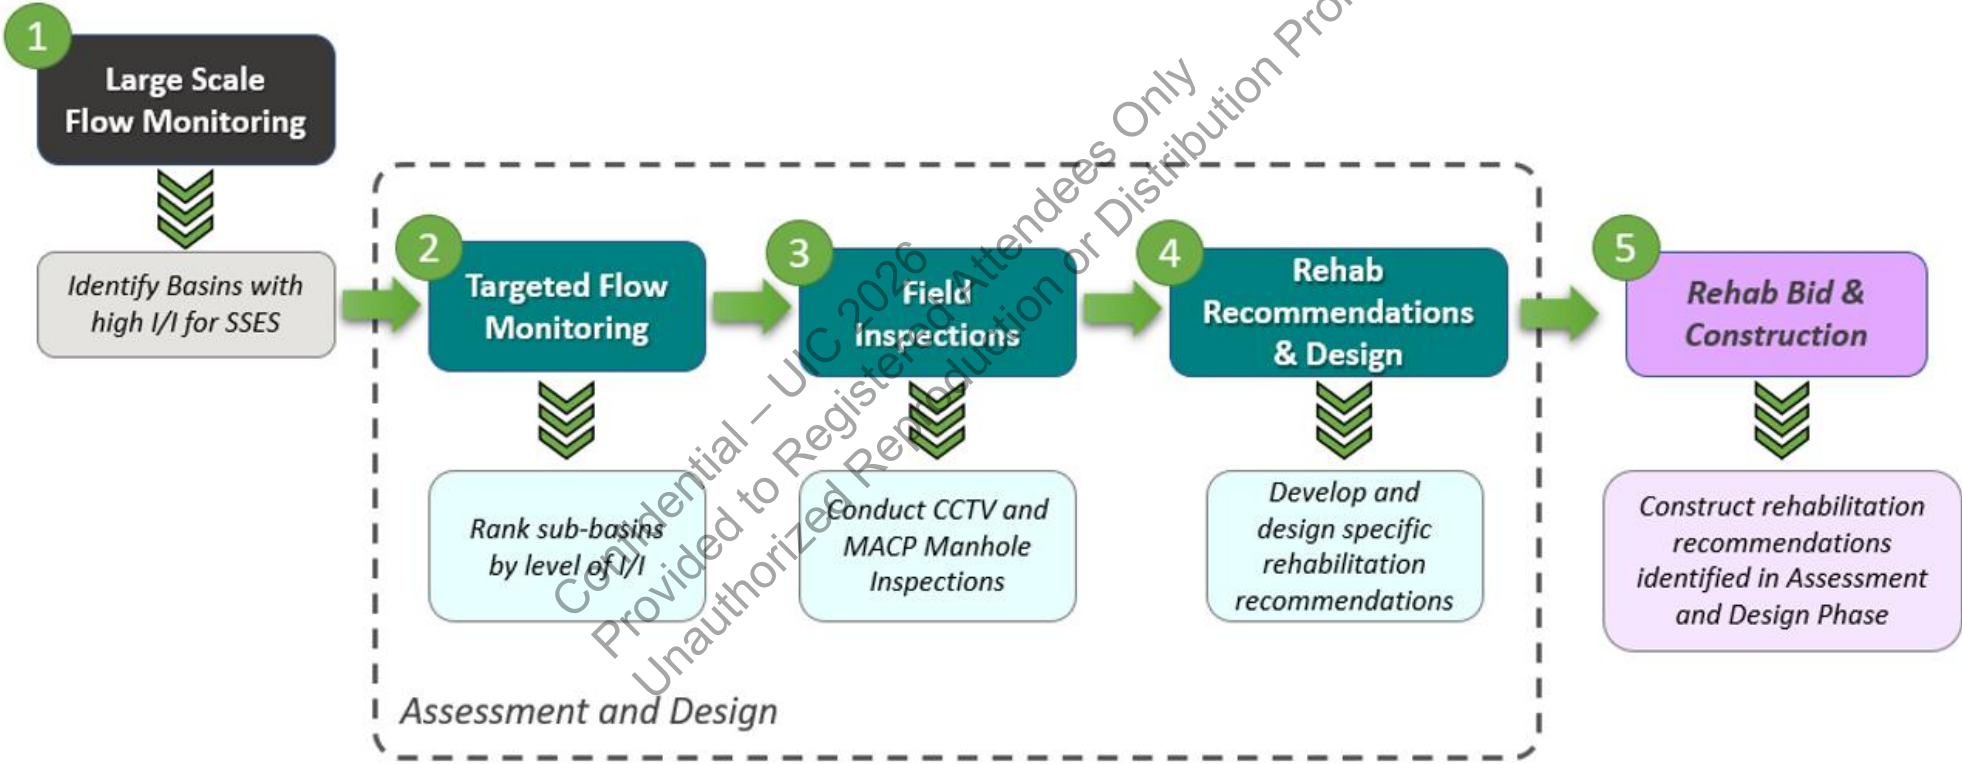 1
Large Scale
Flow Monitoring
Identify Basins with
high I/I for SSES
2
Targeted Flow
Monitoring
Rank sub-basins
by level of I/I
3
Field
Inspections
Conduct CCTV and
MACP Manhole
Inspections
4
Rehab
Recommendations
& Design
Develop and
design specific
rehabilitation
recommendations
5
Rehab Bid &
Construction
Construct rehabilitation
recommendations
identified in Assessment
and Design Phase
Assessment and Design
Confidential – UIC 2026
Provided to Registered Attendees Only
Unauthorized Reproduction or Distribution